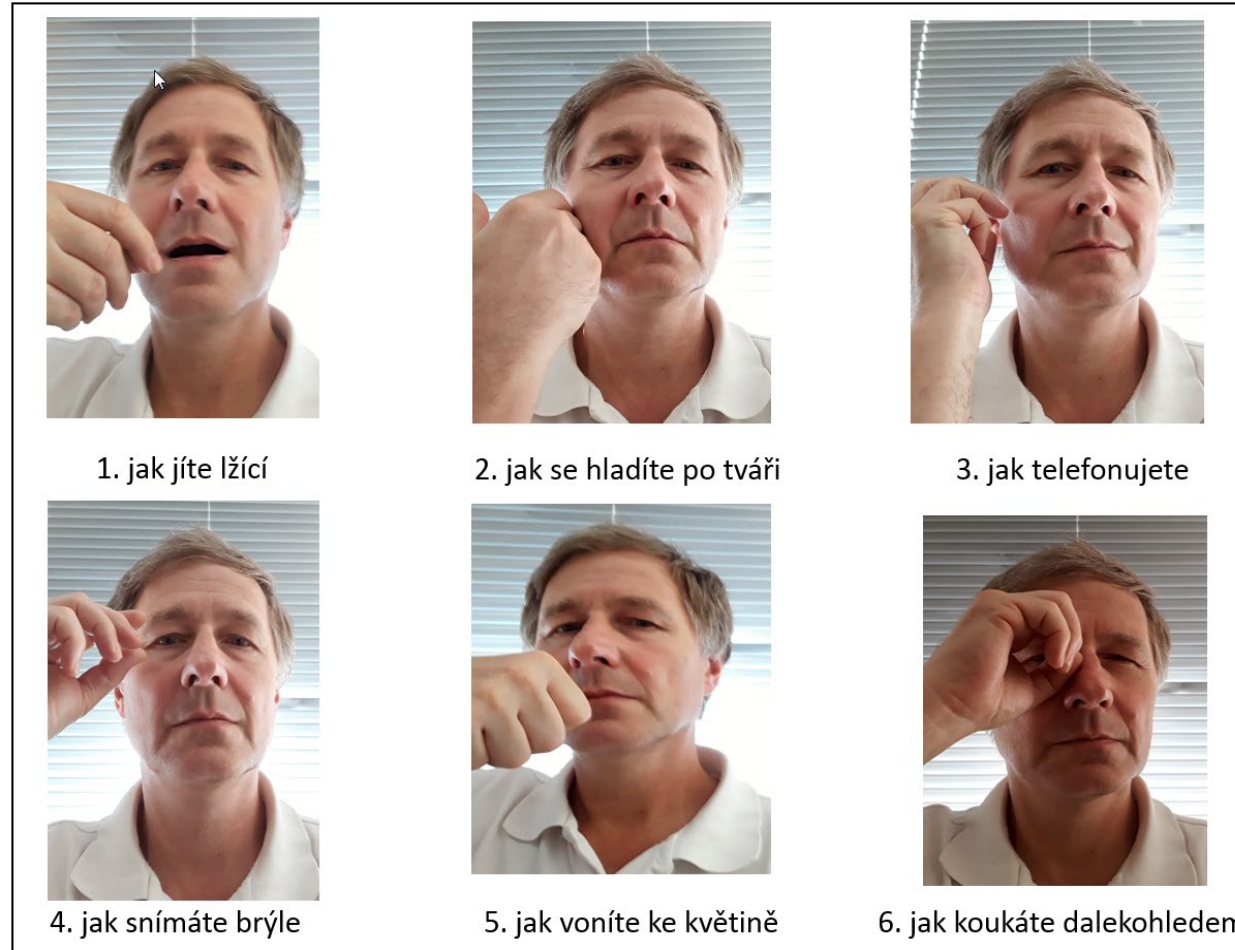 1. jak jíte lžící
2. jak se hladíte po tváři
3. jak telefonujete
4. jak snímáte brýle
5. jak voníte ke květině
6. jak koukáte dalekohledem